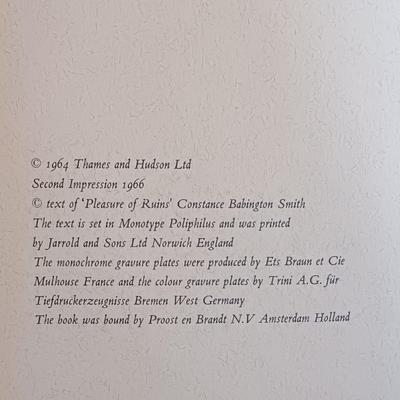 © 1964 Thames and Hudson Ltd
Second Impression 1966
© text of 'Pleasure of Ruins' Constance Babington Smith
The text is set in Monotype Poliphilus and was printed
by Jarrold and Sons Ltd Norwich England
The monochrome gravure plates were produced by Ets Braun et Cie
Mulhouse France and the colour gravure plates by Trini A.G. für
Tiefdruckerzeugnisse Bremen West Germany
The book was bound by Proost en Brandt N.V Amsterdam Holland